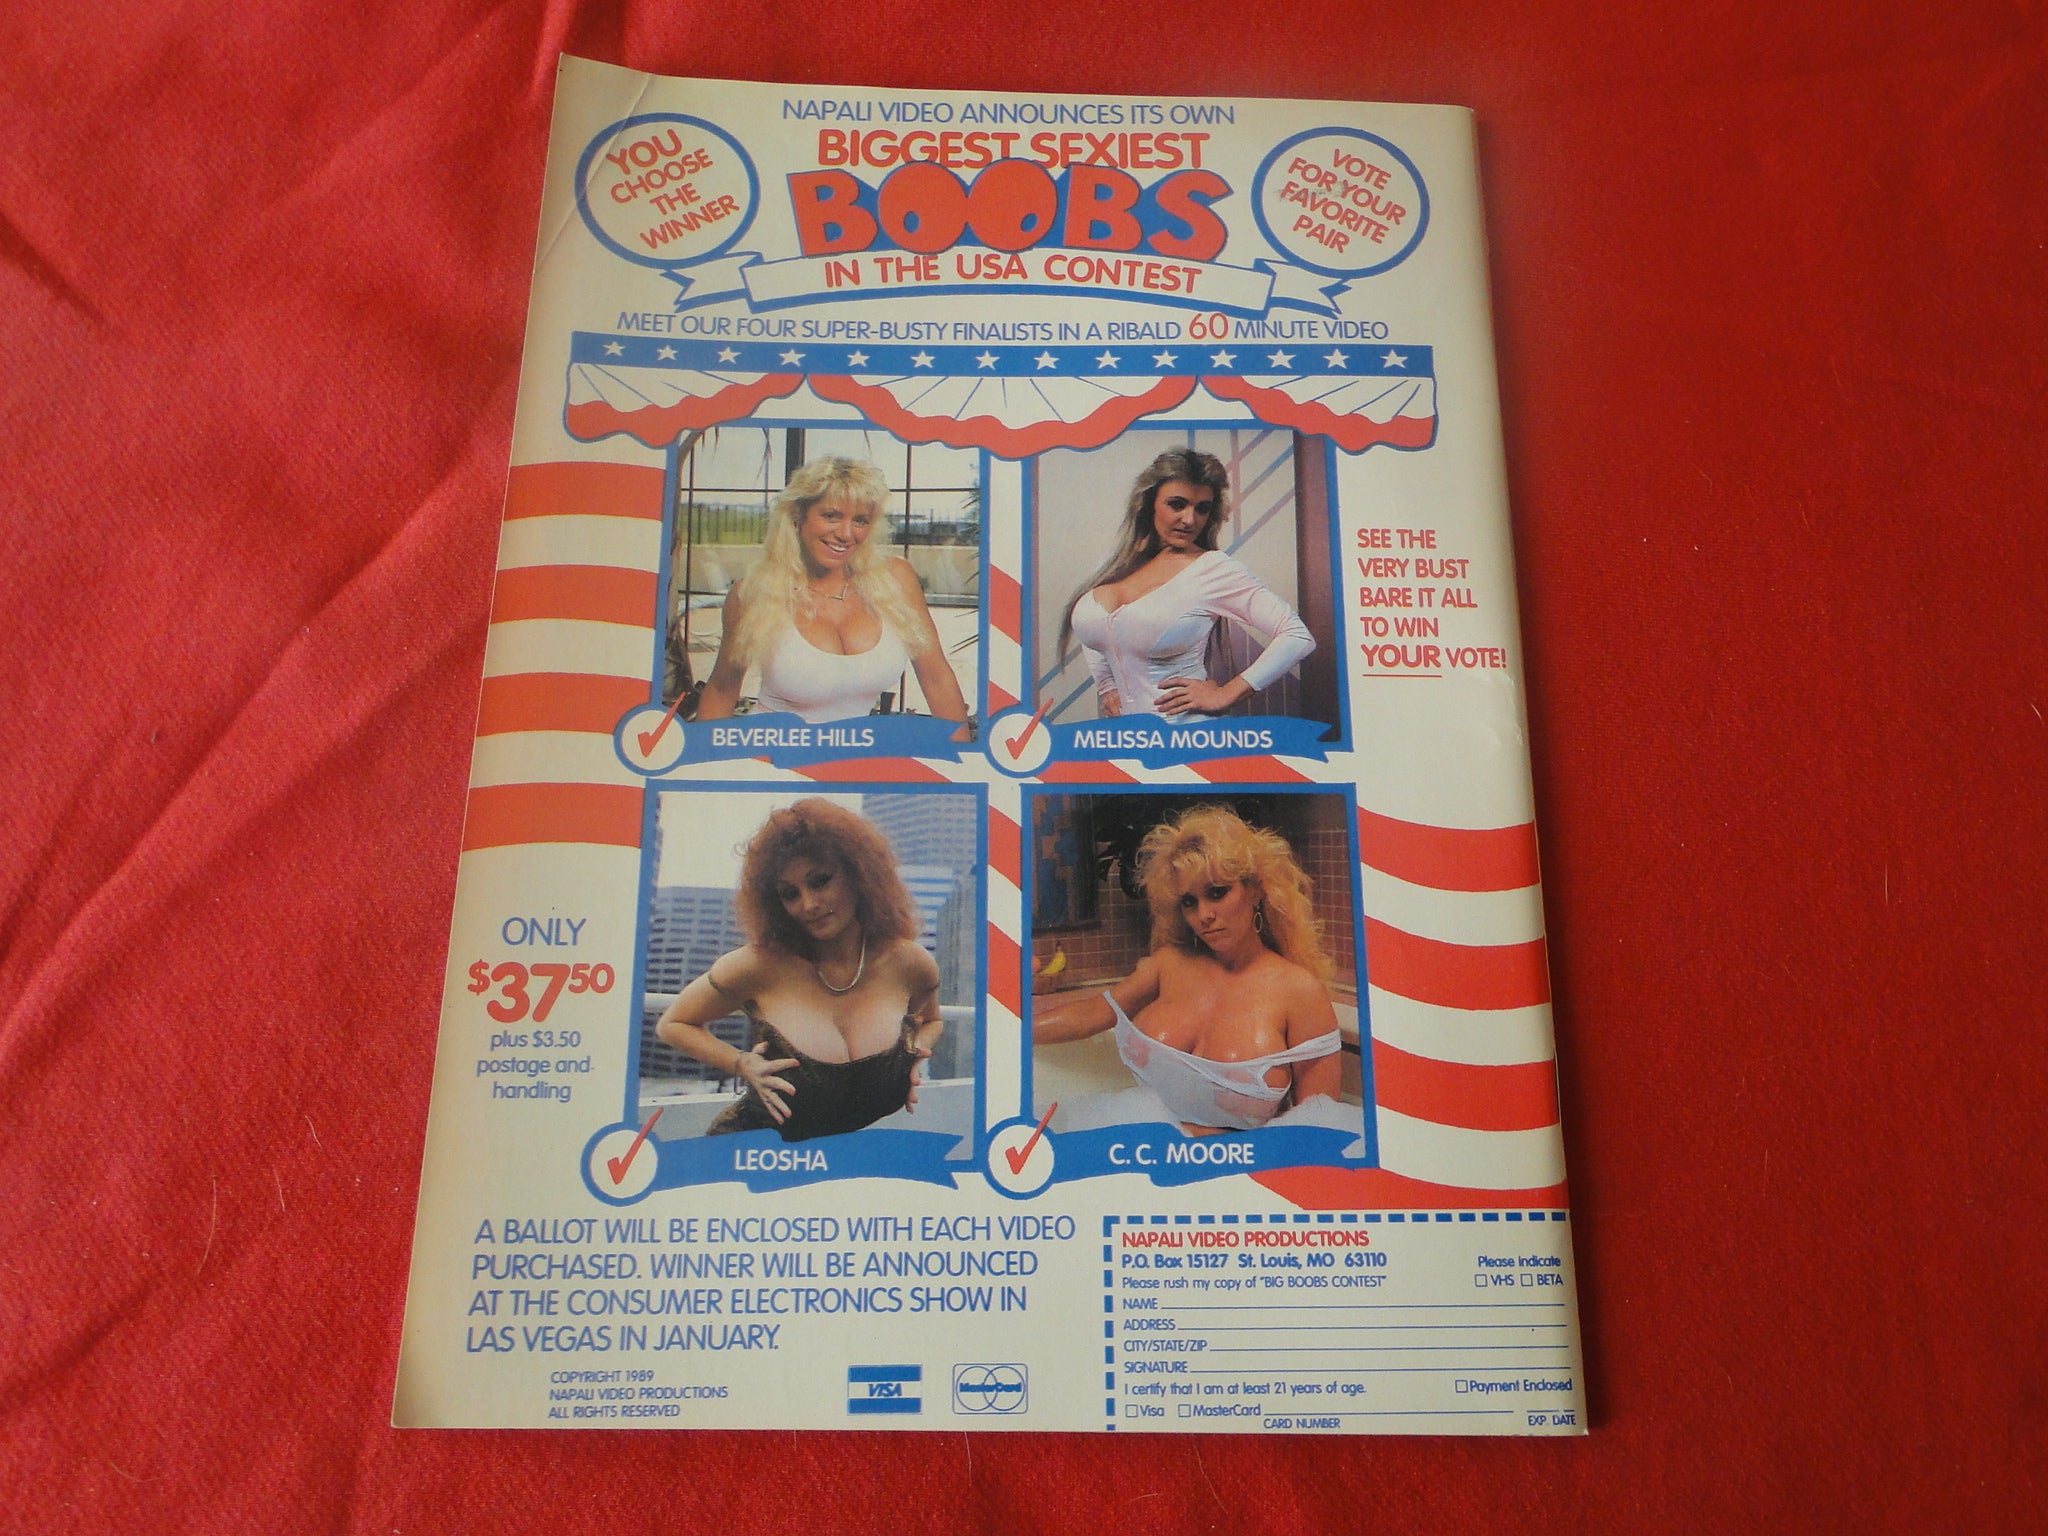 NAPALI VIDEO ANNOUNCES ITS OWN
BIGGEST SEXIEST
BOOBS
IN THE USA CONTEST
YOU
CHOOSE
THE
WINNER
VOTE
FOR YOUR
FAVORITE
PAIR
MEET OUR FOUR SUPER-BUSTY FINALISTS IN A RIBALD 60 MINUTE VIDEO
SEE THE
VERY BUST
BARE IT ALL
TO WIN
YOUR VOTE!
BEVERLEE HILLS
MELISSA MOUNDS
ONLY
$3750
plus $3.50
postage and
handling
LEOSHA
C. C. MOORE
A BALLOT WILL BE ENCLOSED WITH EACH VIDEO
PURCHASED. WINNER WILL BE ANNOUNCED
AT THE CONSUMER ELECTRONICS SHOW IN
LAS VEGAS IN JANUARY.
COPYRIGHT 1989
NAPALI VIDEO PRODUCTIONS
ALL RIGHTS RESERVED
VISA
MasterCard
NAPALI VIDEO PRODUCTIONS
P.O. Box 15127 St. Louis, MO 63110
Please Indicate
Please rush my copy of "BIG BOOBS CONTEST"
VHS BETA
NAME
ADDRESS
CITY/STATE/ZIP
SIGNATURE
I certify that I am at least 21 years of age.
Payment Enclosed
Visa MasterCard
CARD NUMBER
EXP. DATE